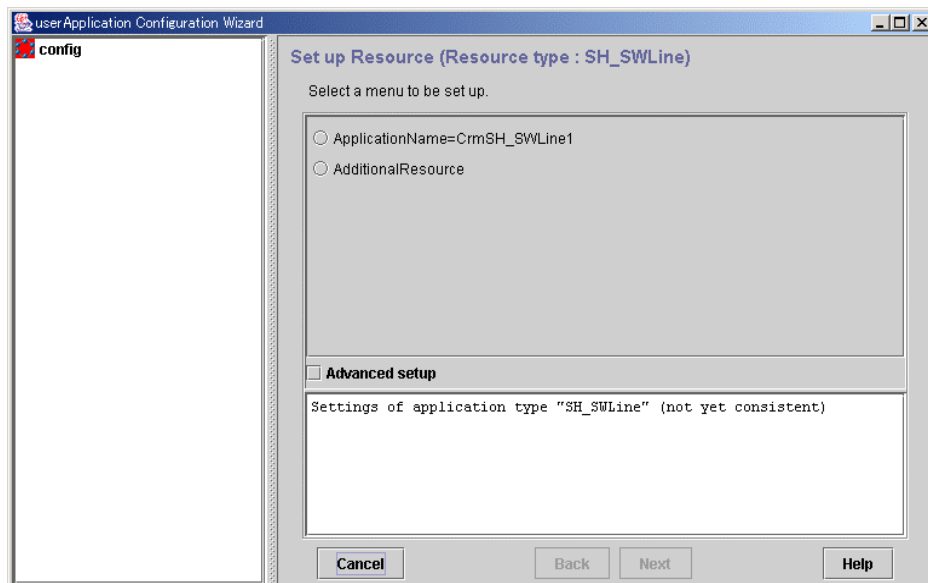 userApplication Configuration Wizard
config
Set up Resource (Resource type : SH_SWLine)
Select a menu to be set up.
ApplicationName=CrmSH_SWLine1
AdditionalResource
Advanced setup
Settings of application type "SH_SWLine" (not yet consistent)
Cancel
Back
Next
Help